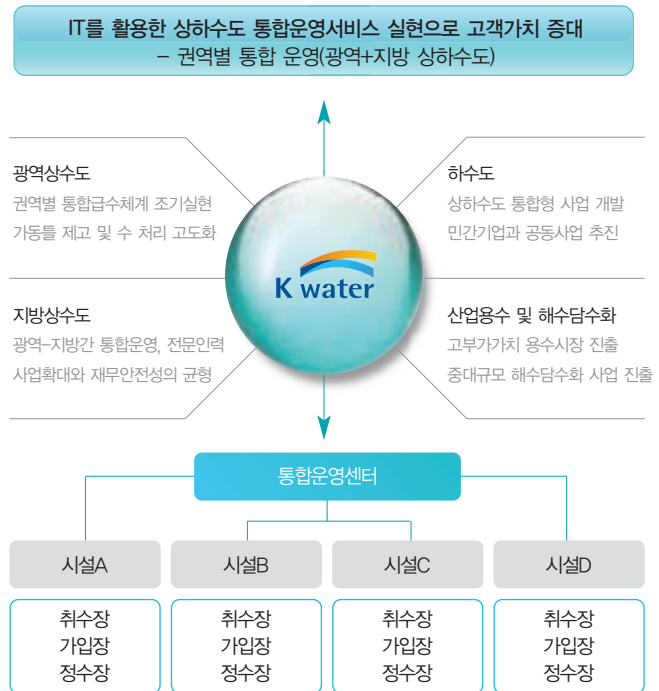 IT를 활용한 상하수도 통합운영서비스 실현으로 고객가치 증대
– 권역별 통합 운영(광역+지방 상하수도)
광역상수도
권역별 통합급수체계 조기실현
가동틀 제고 및 수 처리 고도화
하수도
상하수도 통합형 사업 개발
민간기업과 공동사업 추진
K water
지방상수도
광역–지방간 통합운영, 전문인력
사업확대와 재무안전성의 균형
산업용수 및 해수담수화
고부가가치 용수시장 진출
중대규모 해수담수화 사업 진출
통합운영센터
시설A
시설B
시설C
시설D
취수장
가입장
정수장
취수장
가입장
정수장
취수장
가입장
정수장
취수장
가입장
정수장